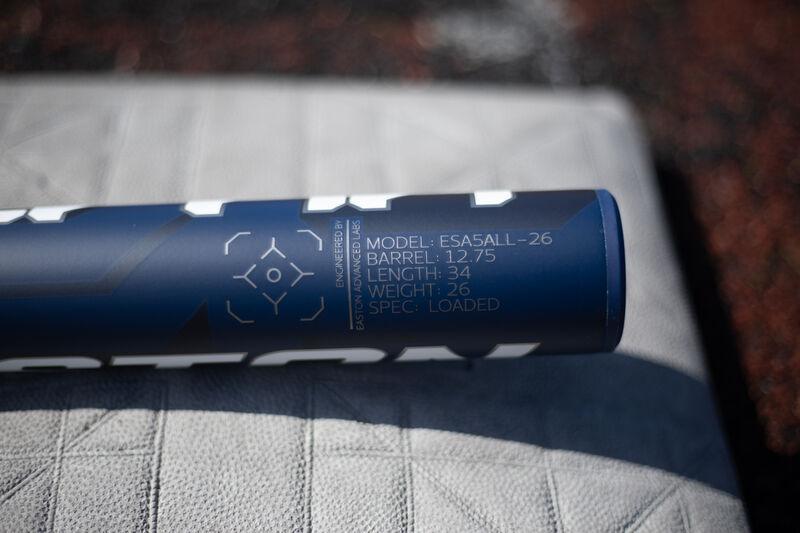 ENGINEERED BY
EASTON ADVANCED LABS
MODEL: ESA5ALL-26
BARREL: 12.75
LENGTH: 34
WEIGHT: 26
SPEC: LOADED